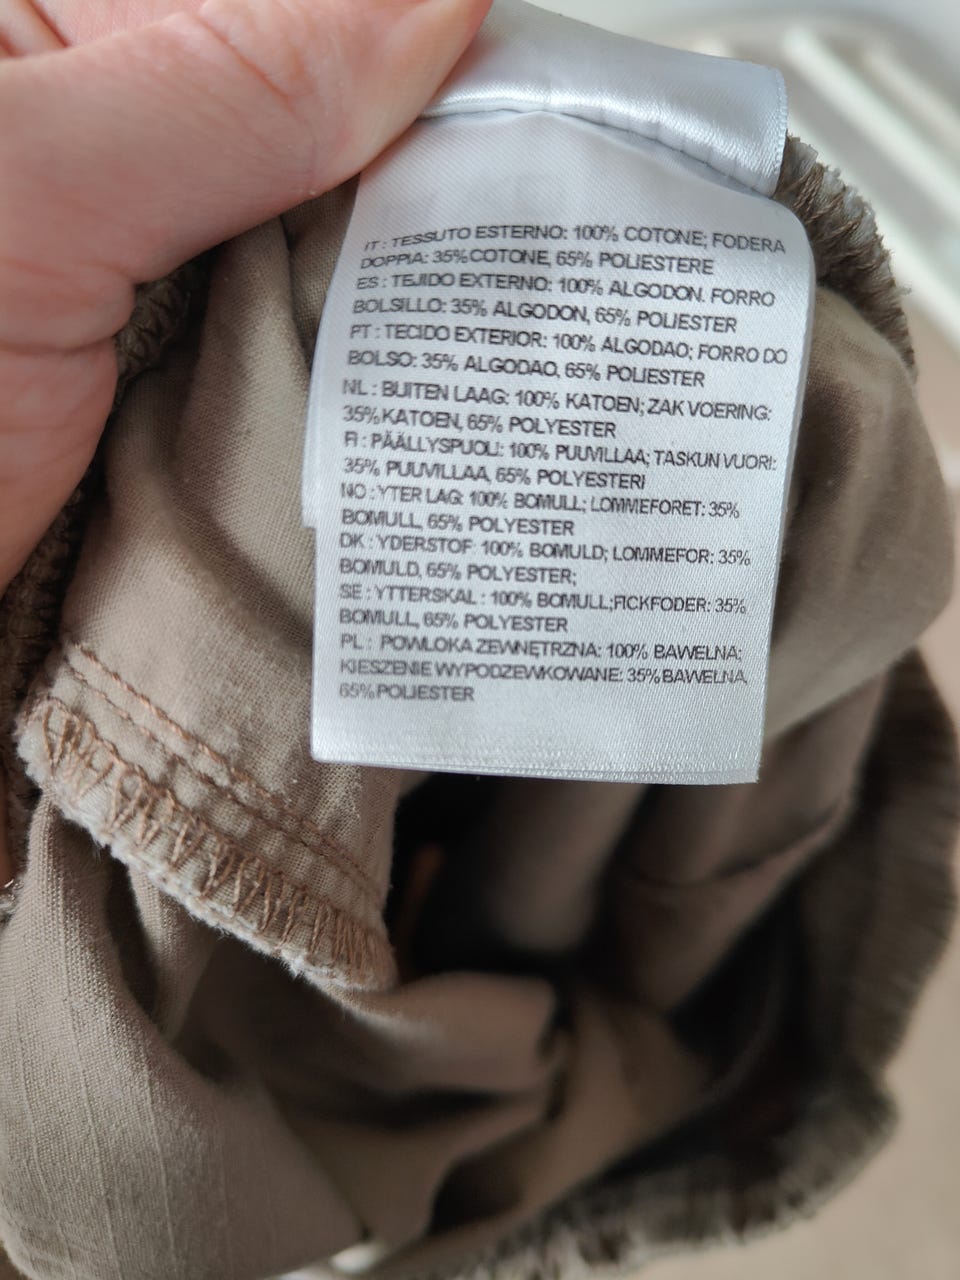 IT : TESSUTO ESTERNO: 100% COTONE; FODERA
DOPPIA: 35%COTONE, 65% POLIESTERE
ES : TEJIDO EXTERNO: 100% ALGODON. FORRO
BOLSILLO: 35% ALGODON, 65% POLIESTER
PT : TECIDO EXTERIOR: 100% ALGODAO; FORRO DO
BOLSO: 35% ALGODAO, 65% POLIESTER
NL : BUITEN LAAG: 100% KATOEN; ZAK VOERING:
35%KATOEN, 65% POLYESTER
FI : PÄÄLLYSPUOLI: 100% PUUVILLAA; TASKUN VUORI:
35% PUUVILLAA, 65% POLYESTERI
NO : YTER LAG: 100% BOMULL; LOMMEFORET: 35%
BOMULL, 65% POLYESTER
DK : YDERSTOF: 100% BOMULD; LOMMEFOR: 35%
BOMULD, 65% POLYESTER;
SE : YTTERSKAL : 100% BOMULL;FICKFODER: 35%
BOMULL, 65% POLYESTER
PL : POWLOKA ZEWNĘTRZNA: 100% BAWELNA;
KIESZENIE WYPODZEWKOWANE: 35%BAWELNA,
65%POLIESTER